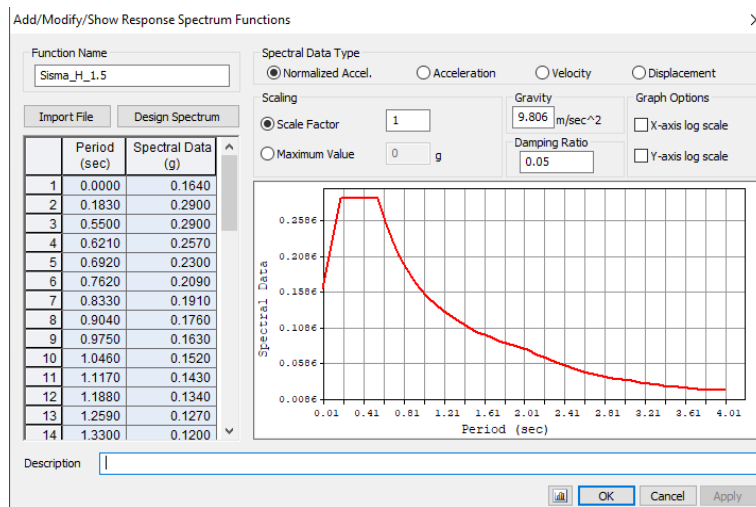 Add/Modify/Show Response Spectrum Functions
Function Name
Sisma_H_1.5
Import File
Design Spectrum
Spectral Data Type
Normalized Accel.
Acceleration
Velocity
Displacement
Scaling
Scale Factor
1
Maximum Value
0
g
Gravity
9.806 m/sec^2
Damping Ratio
0.05
Graph Options
X-axis log scale
Y-axis log scale
Period (sec) Spectral Data (g)
1 0.0000 0.1640
2 0.1830 0.2900
3 0.5500 0.2900
4 0.6210 0.2570
5 0.6920 0.2300
6 0.7620 0.2090
7 0.8330 0.1910
8 0.9040 0.1760
9 0.9750 0.1630
10 1.0460 0.1520
11 1.1170 0.1430
12 1.1880 0.1340
13 1.2590 0.1270
14 1.3300 0.1200
Spectral Data
0.2586
0.2086
0.1586
0.1086
0.0586
0.0086
0.01 0.41 0.81 1.21 1.61 2.01 2.41 2.81 3.21 3.61 4.01
Period (sec)
Description
OK
Cancel
Apply